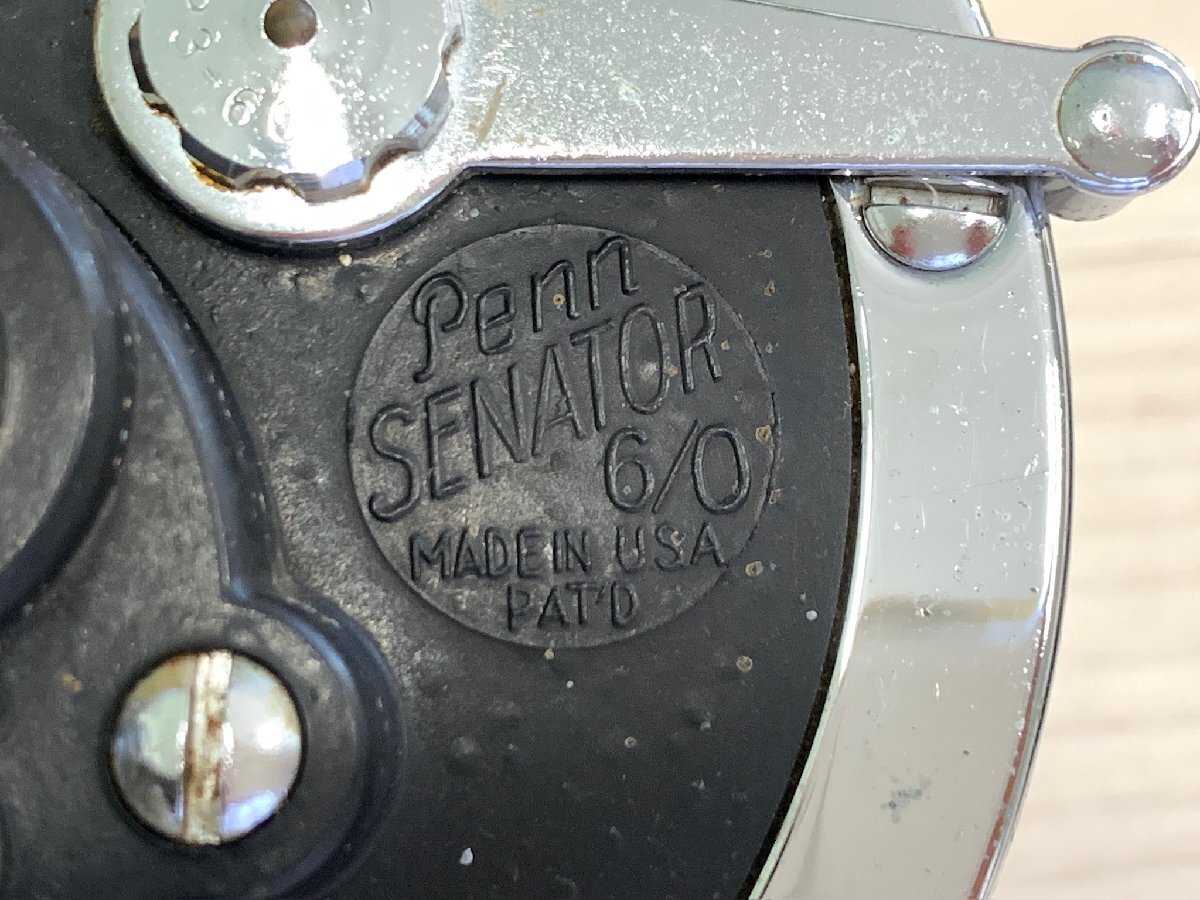 Penn
SENATOR
6/0
MADE IN USA
PAT'D